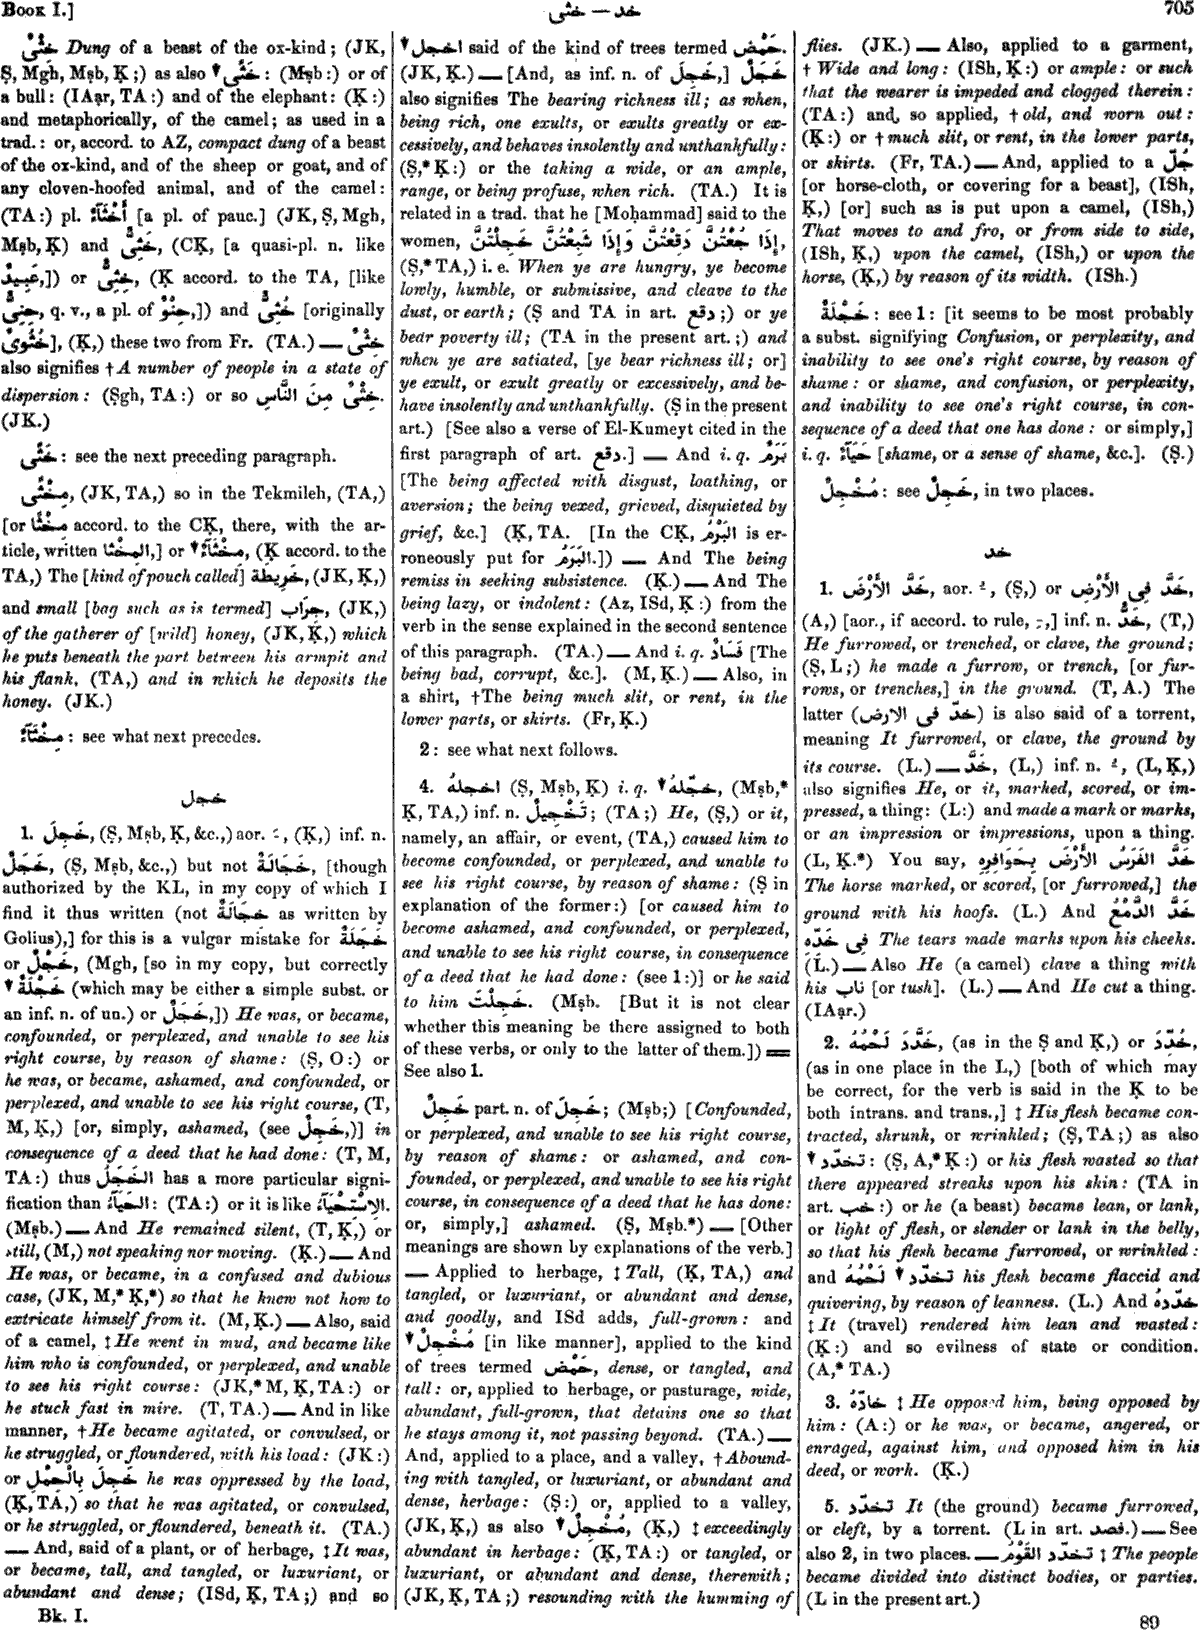 Book I.]
خثى — خد
705
خِثْىٌ Dung of a beast of the ox-kind; (JK,
Ṣ, Mgh, Mṣb, Ḳ;) as also ▼ خَثْىٌ: (Mṣb:) or of
a bull: (IAạr, TA:) and of the elephant: (Ḳ:)
and metaphorically, of the camel; as used in a
trad.: or, accord. to AZ, compact dung of a beast
of the ox-kind, and of the sheep or goat, and of
any cloven-hoofed animal, and of the camel:
(TA:) pl. أَخْثَآءٌ [a pl. of pauc.] (JK, Ṣ, Mgh,
Mṣb, Ḳ) and خَثِىٌّ, (CḲ, [a quasi-pl. n. like
عَبِيدٌ,]) or خِثِىٌّ, (Ḳ accord. to the TA, [like
حِنِىٌّ, q. v., a pl. of حِنْوٌ,]) and خُثِىٌّ [originally
خُثُوىٌ], (Ḳ,) these two from Fr. (TA.) — خِثْىٌ
also signifies † A number of people in a state of
dispersion: (Ṣgh, TA:) or so خِثْىٌ مِنَ النَّاسِ.
(JK.)
خَثْىٌ: see the next preceding paragraph.
مِخْثًى, (JK, TA,) so in the Tekmileh, (TA,)
[or مِخْثًا accord. to the CḲ, there, with the ar-
ticle, written المِخْثَا,] or ▼ مِخْثَآءٌ, (Ḳ accord. to the
TA,) The [kind of pouch called] خَرِيطَة, (JK, Ḳ,)
and small [bag such as is termed] جِرَاب, (JK,)
of the gatherer of [wild] honey, (JK, Ḳ,) which
he puts beneath the part between his armpit and
his flank, (TA,) and in which he deposits the
honey. (JK.)
مِخْثَآءٌ: see what next precedes.
خجل
1. خَجِلَ, (Ṣ, Mṣb, Ḳ, &c.,) aor. ـَ, (Ḳ,) inf. n.
خَجَلٌ, (Ṣ, Mṣb, &c.,) but not خَجَالَةٌ, [though
authorized by the KL, in my copy of which I
find it thus written (not خِجَالَةٌ as written by
Golius),] for this is a vulgar mistake for خَجْلَةٌ
or خَجْلٌ, (Mgh, [so in my copy, but correctly
▼ خَجْلَةٌ (which may be either a simple subst. or
an inf. n. of un.) or خَجَلٌ,]) He was, or became,
confounded, or perplexed, and unable to see his
right course, by reason of shame: (Ṣ, O:) or
he was, or became, ashamed, and confounded, or
perplexed, and unable to see his right course, (T,
M, Ḳ,) [or, simply, ashamed, (see خَجِلٌ,)] in
consequence of a deed that he had done: (T, M,
TA:) thus الخَجَلُ has a more particular signi-
fication than الحَيَآءُ: (TA:) or it is like الاِسْتِحْيَآءُ.
(Mṣb.) — And He remained silent, (T, Ḳ,) or
still, (M,) not speaking nor moving. (Ḳ.) — And
He was, or became, in a confused and dubious
case, (JK, M,* Ḳ,*) so that he knew not how to
extricate himself from it. (M, Ḳ.) — Also, said
of a camel, ‡ He went in mud, and became like
him who is confounded, or perplexed, and unable
to see his right course: (JK,* M, Ḳ, TA:) or
he stuck fast in mire. (T, TA.) — And in like
manner, † He became agitated, or convulsed, or
he struggled, or floundered, with his load: (JK:)
or خَجِلَ بِالْحِمْلِ he was oppressed by the load,
(Ḳ, TA,) so that he was agitated, or convulsed,
or he struggled, or floundered, beneath it. (TA.)
— And, said of a plant, or of herbage, ‡ It was,
or became, tall, and tangled, or luxuriant, or
abundant and dense; (ISd, Ḳ, TA;) and so
Bk. I.
▼ اخجل said of the kind of trees termed حَمْض.
(JK, Ḳ.) — [And, as inf. n. of خَجِلَ,] خَجَلٌ
also signifies The bearing richness ill; as when,
being rich, one exults, or exults greatly or ex-
cessively, and behaves insolently and unthankfully:
(Ṣ,* Ḳ:) or the taking a wide, or an ample,
range, or being profuse, when rich. (TA.) It is
related in a trad. that he [Moḥammad] said to the
women, إِذَا جُعْتُنَّ دَقِعْتُنَّ وَإِذَا شَبِعْتُنَّ خَجِلْتُنَّ,
(Ṣ,* TA,) i. e. When ye are hungry, ye become
lowly, humble, or submissive, and cleave to the
dust, or earth; (Ṣ and TA in art. دقع;) or ye
bear poverty ill; (TA in the present art.;) and
when ye are satiated, [ye bear richness ill; or]
ye exult, or exult greatly or excessively, and be-
have insolently and unthankfully. (Ṣ in the present
art.) [See also a verse of El-Kumeyt cited in the
first paragraph of art. دقع.] — And i. q. بَرَمٌ
[The being affected with disgust, loathing, or
aversion; the being vexed, grieved, disquieted by
grief, &c.] (Ḳ, TA. [In the CḲ, البَرْمُ is er-
roneously put for البَرَمُ.]) — And The being
remiss in seeking subsistence. (Ḳ.) — And The
being lazy, or indolent: (Az, ISd, Ḳ:) from the
verb in the sense explained in the second sentence
of this paragraph. (TA.) — And i. q. فَسَادٌ [The
being bad, corrupt, &c.]. (M, Ḳ.) — Also, in
a shirt, † The being much slit, or rent, in the
lower parts, or skirts. (Fr, Ḳ.)
2: see what next follows.
4. اخجلهُ (Ṣ, Mṣb, Ḳ) i. q. ▼ خجّلهُ, (Mṣb,*
Ḳ, TA,) inf. n. تَخْجِيلٌ; (TA;) He, (Ṣ,) or it,
namely, an affair, or event, (TA,) caused him to
become confounded, or perplexed, and unable to
see his right course, by reason of shame: (Ṣ in
explanation of the former:) [or caused him to
become ashamed, and confounded, or perplexed,
and unable to see his right course, in consequence
of a deed that he had done: (see 1:)] or he said
to him خَجِلْتَ. (Mṣb. [But it is not clear
whether this meaning be there assigned to both
of these verbs, or only to the latter of them.]) ═
See also 1.
خَجِلٌ part. n. of خَجِلَ; (Mṣb;) [Confounded,
or perplexed, and unable to see his right course,
by reason of shame: or ashamed, and con-
founded, or perplexed, and unable to see his right
course, in consequence of a deed that he has done:
or, simply,] ashamed. (Ṣ, Mṣb.*) — [Other
meanings are shown by explanations of the verb.]
— Applied to herbage, ‡ Tall, (Ḳ, TA,) and
tangled, or luxuriant, or abundant and dense,
and goodly, and ISd adds, full-grown: and
▼ مُخْجِلٌ [in like manner], applied to the kind
of trees termed حَمْض, dense, or tangled, and
tall: or, applied to herbage, or pasturage, wide,
abundant, full-grown, that detains one so that
he stays among it, not passing beyond. (TA.) —
And, applied to a place, and a valley, † Abound-
ing with tangled, or luxuriant, or abundant and
dense, herbage: (Ṣ:) or, applied to a valley,
(JK, Ḳ,) as also ▼ مُخْجِلٌ, (Ḳ,) ‡ exceedingly
abundant in herbage: (Ḳ, TA:) or tangled, or
luxuriant, or abundant and dense, therewith;
(JK, Ḳ, TA;) resounding with the humming of
flies. (JK.) — Also, applied to a garment,
† Wide and long: (ISh, Ḳ:) or ample: or such
that the wearer is impeded and clogged therein:
(TA:) and, so applied, † old, and worn out:
(Ḳ:) or † much slit, or rent, in the lower parts,
or skirts. (Fr, TA.) — And, applied to a جُلّ
[or horse-cloth, or covering for a beast], (ISh,
Ḳ,) [or] such as is put upon a camel, (ISh,)
That moves to and fro, or from side to side,
(ISh, Ḳ,) upon the camel, (ISh,) or upon the
horse, (Ḳ,) by reason of its width. (ISh.)
خَجْلَةٌ: see 1: [it seems to be most probably
a subst. signifying Confusion, or perplexity, and
inability to see one's right course, by reason of
shame: or shame, and confusion, or perplexity,
and inability to see one's right course, in con-
sequence of a deed that one has done: or simply,]
i. q. حَيَآءٌ [shame, or a sense of shame, &c.]. (Ṣ.)
مُخْجِلٌ: see خَجِلٌ, in two places.
خد
1. خَدَّ الأَرْضَ, aor. ـُ, (Ṣ,) or خَدَّ فِى الأَرْضِ,
(A,) [aor., if accord. to rule, ـِ,] inf. n. خَدٌّ, (T,)
He furrowed, or trenched, or clave, the ground;
(Ṣ, L;) he made a furrow, or trench, [or fur-
rows, or trenches,] in the ground. (T, A.) The
latter (خدّ فى الارض) is also said of a torrent,
meaning It furrowed, or clave, the ground by
its course. (L.) — خَدَّ, (L,) inf. n. ـُ, (L, Ḳ,)
also signifies He, or it, marked, scored, or im-
pressed, a thing: (L:) and made a mark or marks,
or an impression or impressions, upon a thing.
(L, Ḳ.*) You say, خَدَّ الفَرَسُ الأَرْضَ بِحَوَافِرِهِ
The horse marked, or scored, [or furrowed,] the
ground with his hoofs. (L.) And خَدَّ الدَّمْعُ
فِى خَدِّهِ The tears made marks upon his cheeks.
(L.) — Also He (a camel) clave a thing with
his نَاب [or tush]. (L.) — And He cut a thing.
(IAạr.)
2. خَدَّدَ لَحْمُهُ, (as in the Ṣ and Ḳ,) or خُدِّدَ,
(as in one place in the L,) [both of which may
be correct, for the verb is said in the Ḳ to be
both intrans. and trans.,] ‡ His flesh became con-
tracted, shrunk, or wrinkled; (Ṣ, TA;) as also
▼ تخدّد: (Ṣ, A,* Ḳ:) or his flesh wasted so that
there appeared streaks upon his skin: (TA in
art. خب:) or he (a beast) became lean, or lank,
or light of flesh, or slender or lank in the belly,
so that his flesh became furrowed, or wrinkled:
and تخدّد ▼ لَحْمُهُ his flesh became flaccid and
quivering, by reason of leanness. (L.) And خدّدهُ
‡ It (travel) rendered him lean and wasted:
(Ḳ:) and so evilness of state or condition.
(A,* TA.)
3. خادّهُ ‡ He opposed him, being opposed by
him: (A:) or he was, or became, angered, or
enraged, against him, and opposed him in his
deed, or work. (Ḳ.)
5. تخدّد It (the ground) became furrowed,
or cleft, by a torrent. (L in art. فصد.) — See
also 2, in two places. — تخدّد القَوْمُ ‡ The people
became divided into distinct bodies, or parties.
(L in the present art.)
89